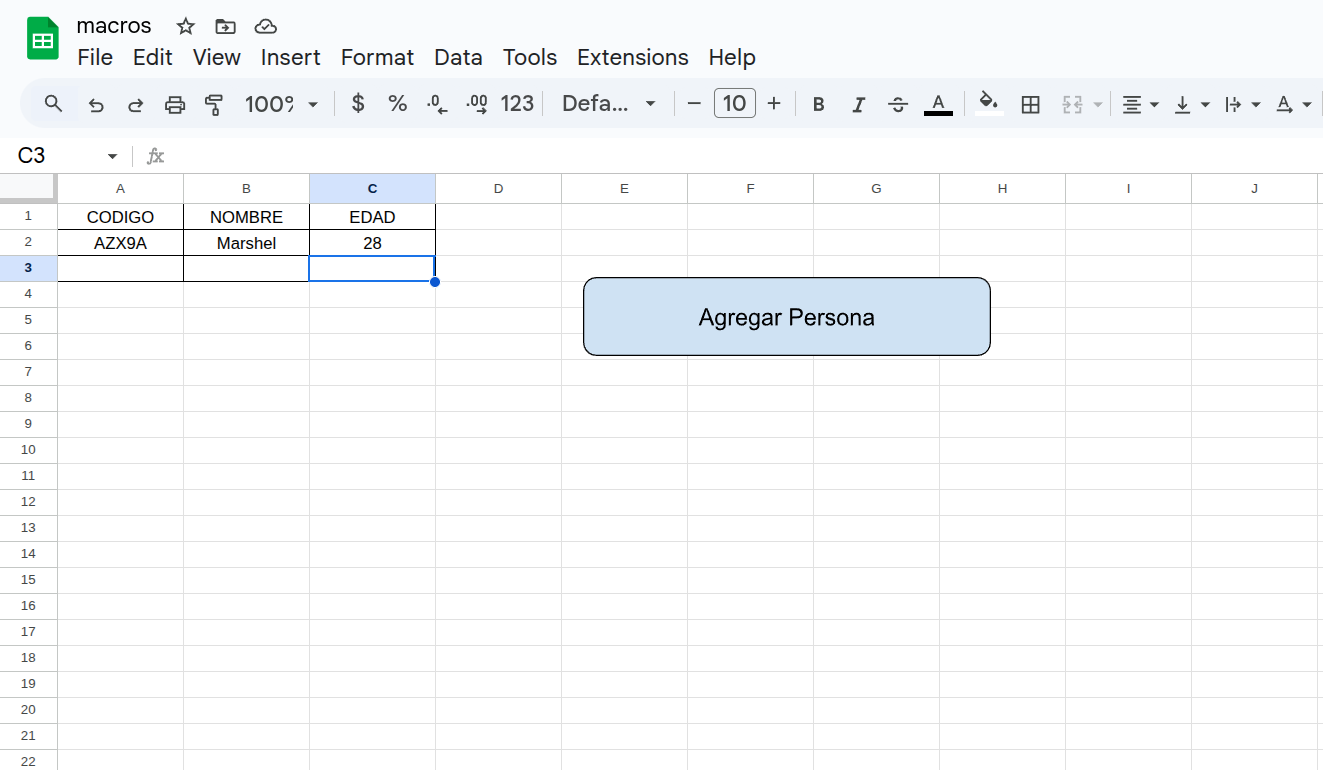 macros
File Edit View Insert Format Data Tools Extensions Help
100% $ % .0 .00 123 Defa... 10 B I S A A
C3 fx
A B C D E F G H I J
1 CODIGO NOMBRE EDAD
2 AZX9A Marshel 28
3
4
5 Agregar Persona
6
7
8
9
10
11
12
13
14
15
16
17
18
19
20
21
22